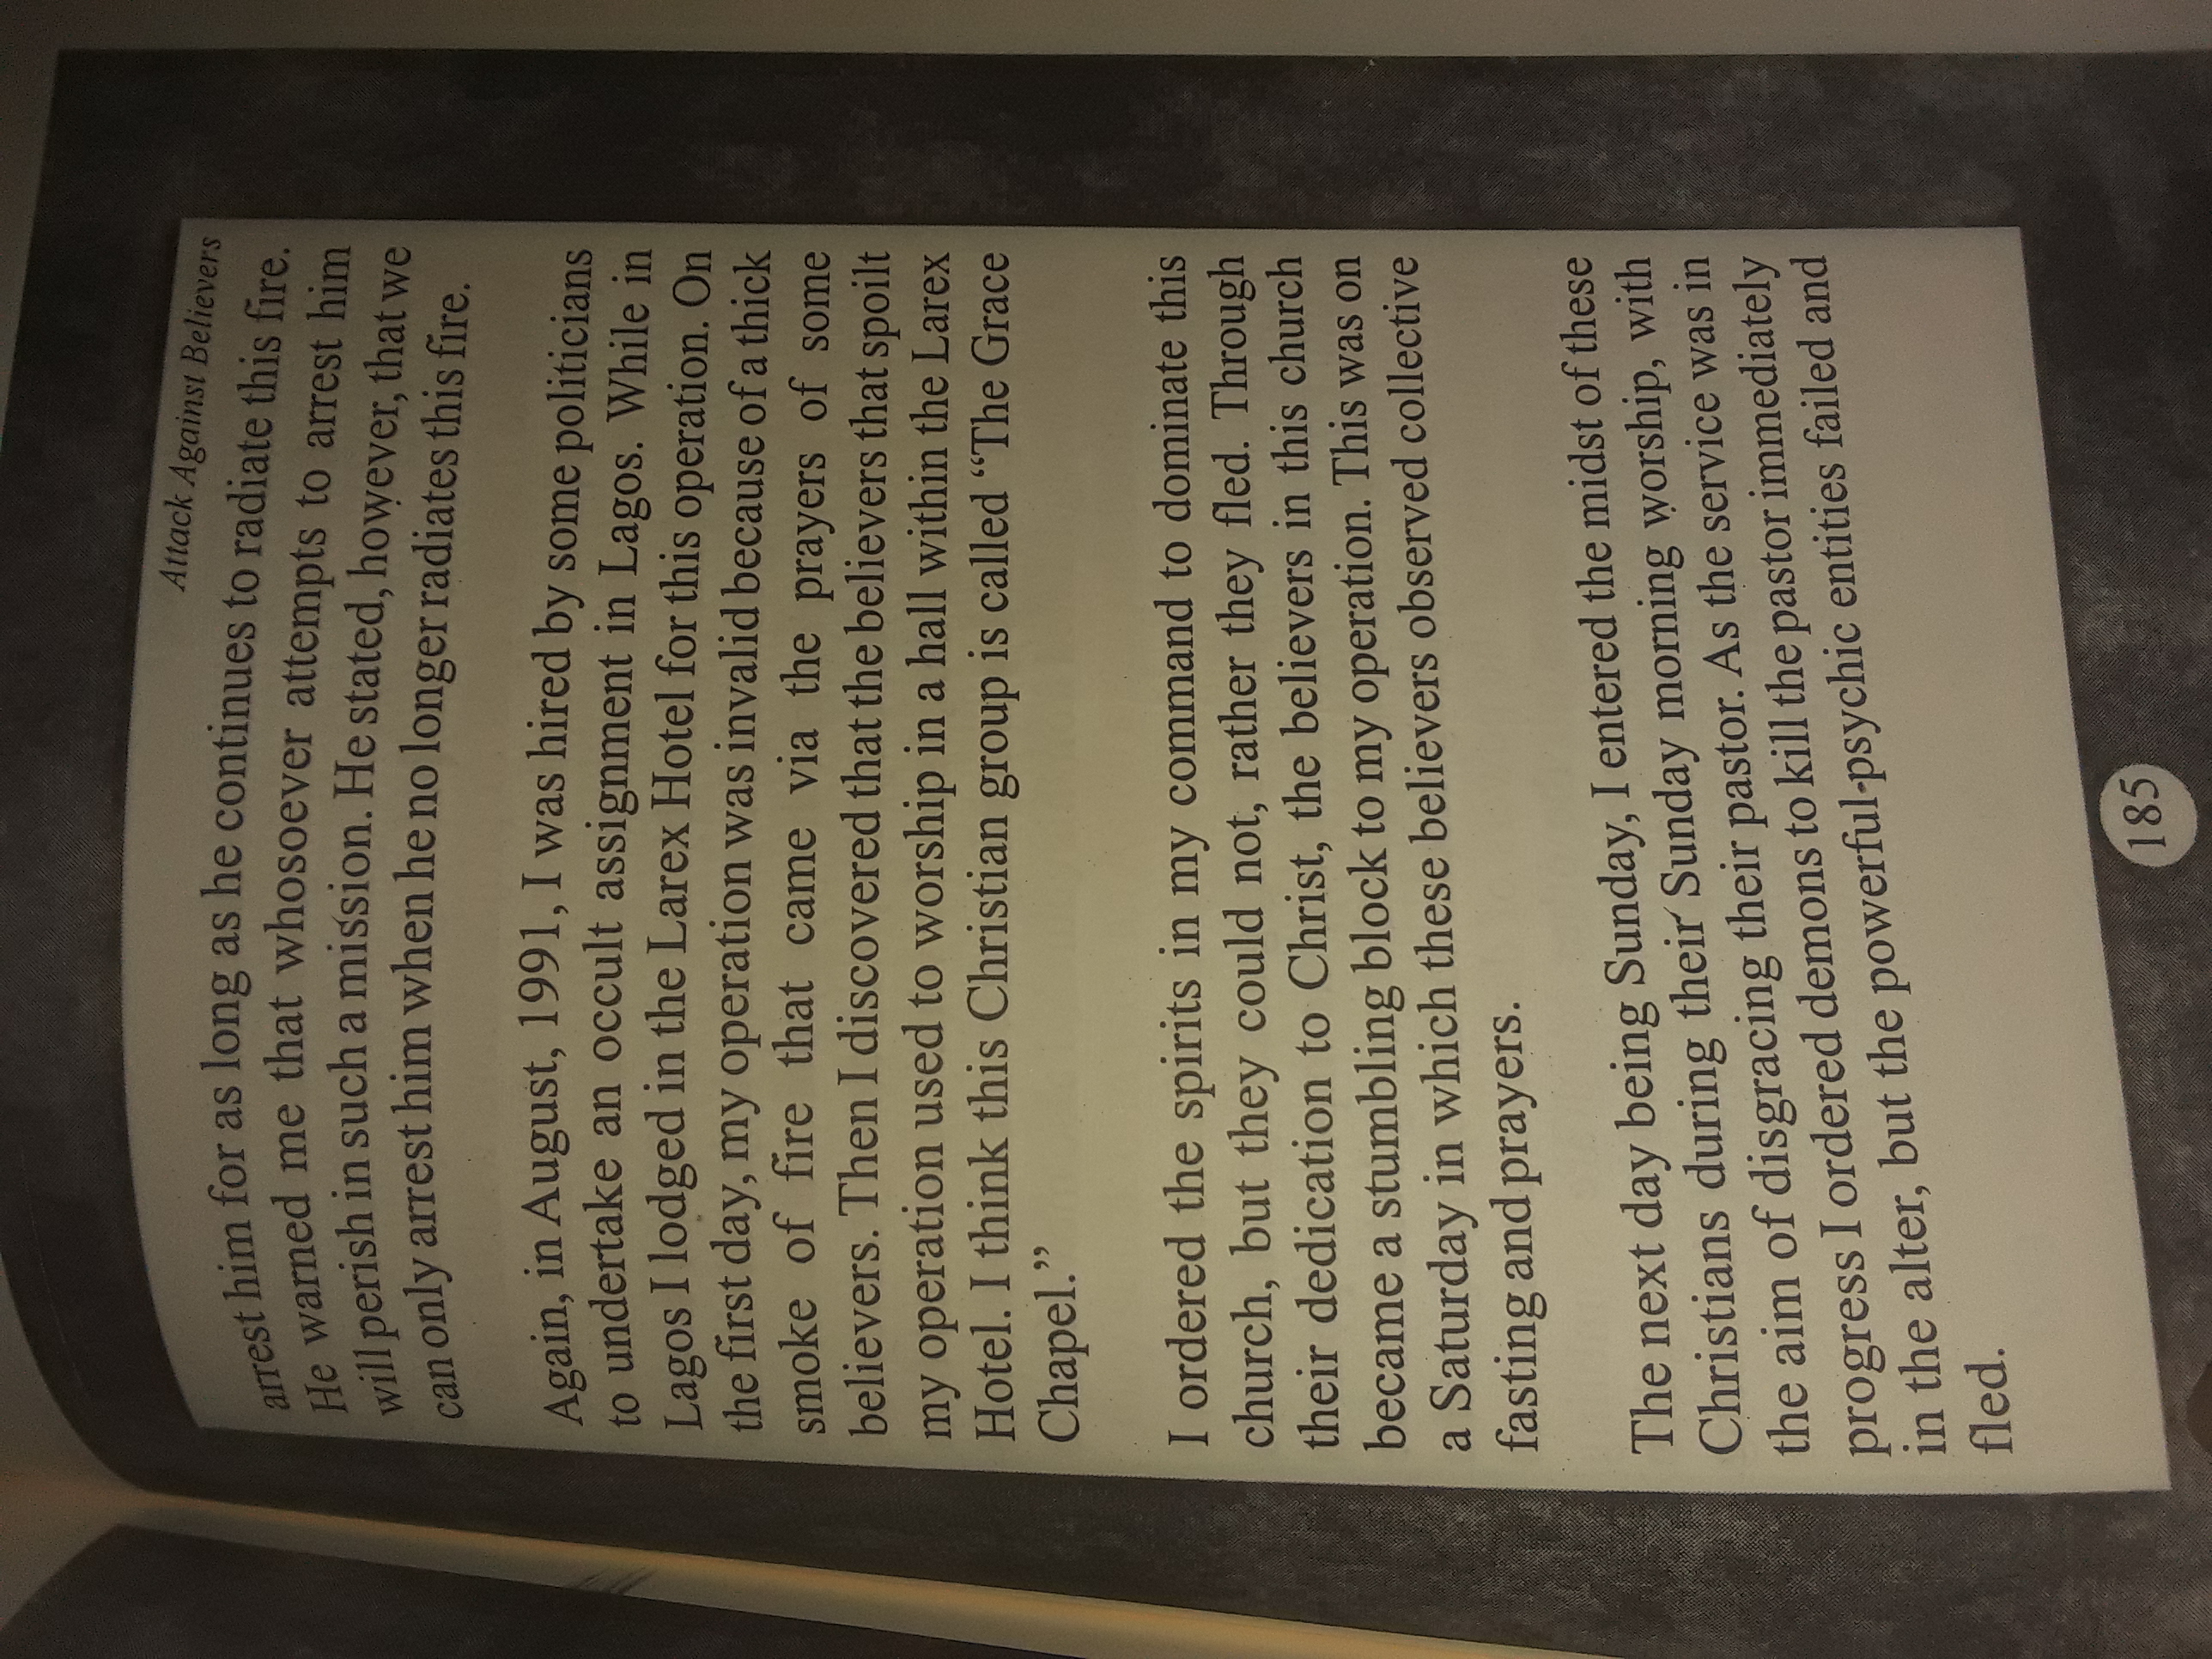 Attack Against Believers
arrest him for as long as he continues to radiate this fire.
He warned me that whosoever attempts to arrest him
will perish in such a mission. He stated, however, that we
can only arrest him when he no longer radiates this fire.
Again, in August, 1991, I was hired by some politicians
to undertake an occult assignment in Lagos. While in
Lagos I lodged in the Larex Hotel for this operation. On
the first day, my operation was invalid because of a thick
smoke of fire that came via the prayers of some
believers. Then I discovered that the believers that spoilt
my operation used to worship in a hall within the Larex
Hotel. I think this Christian group is called “The Grace
Chapel.”
I ordered the spirits in my command to dominate this
church, but they could not, rather they fled. Through
their dedication to Christ, the believers in this church
became a stumbling block to my operation. This was on
a Saturday in which these believers observed collective
fasting and prayers.
The next day being Sunday, I entered the midst of these
Christians during their Sunday morning worship, with
the aim of disgracing their pastor. As the service was in
progress I ordered demons to kill the pastor immediately
in the alter, but the powerful-psychic entities failed and
fled.
185